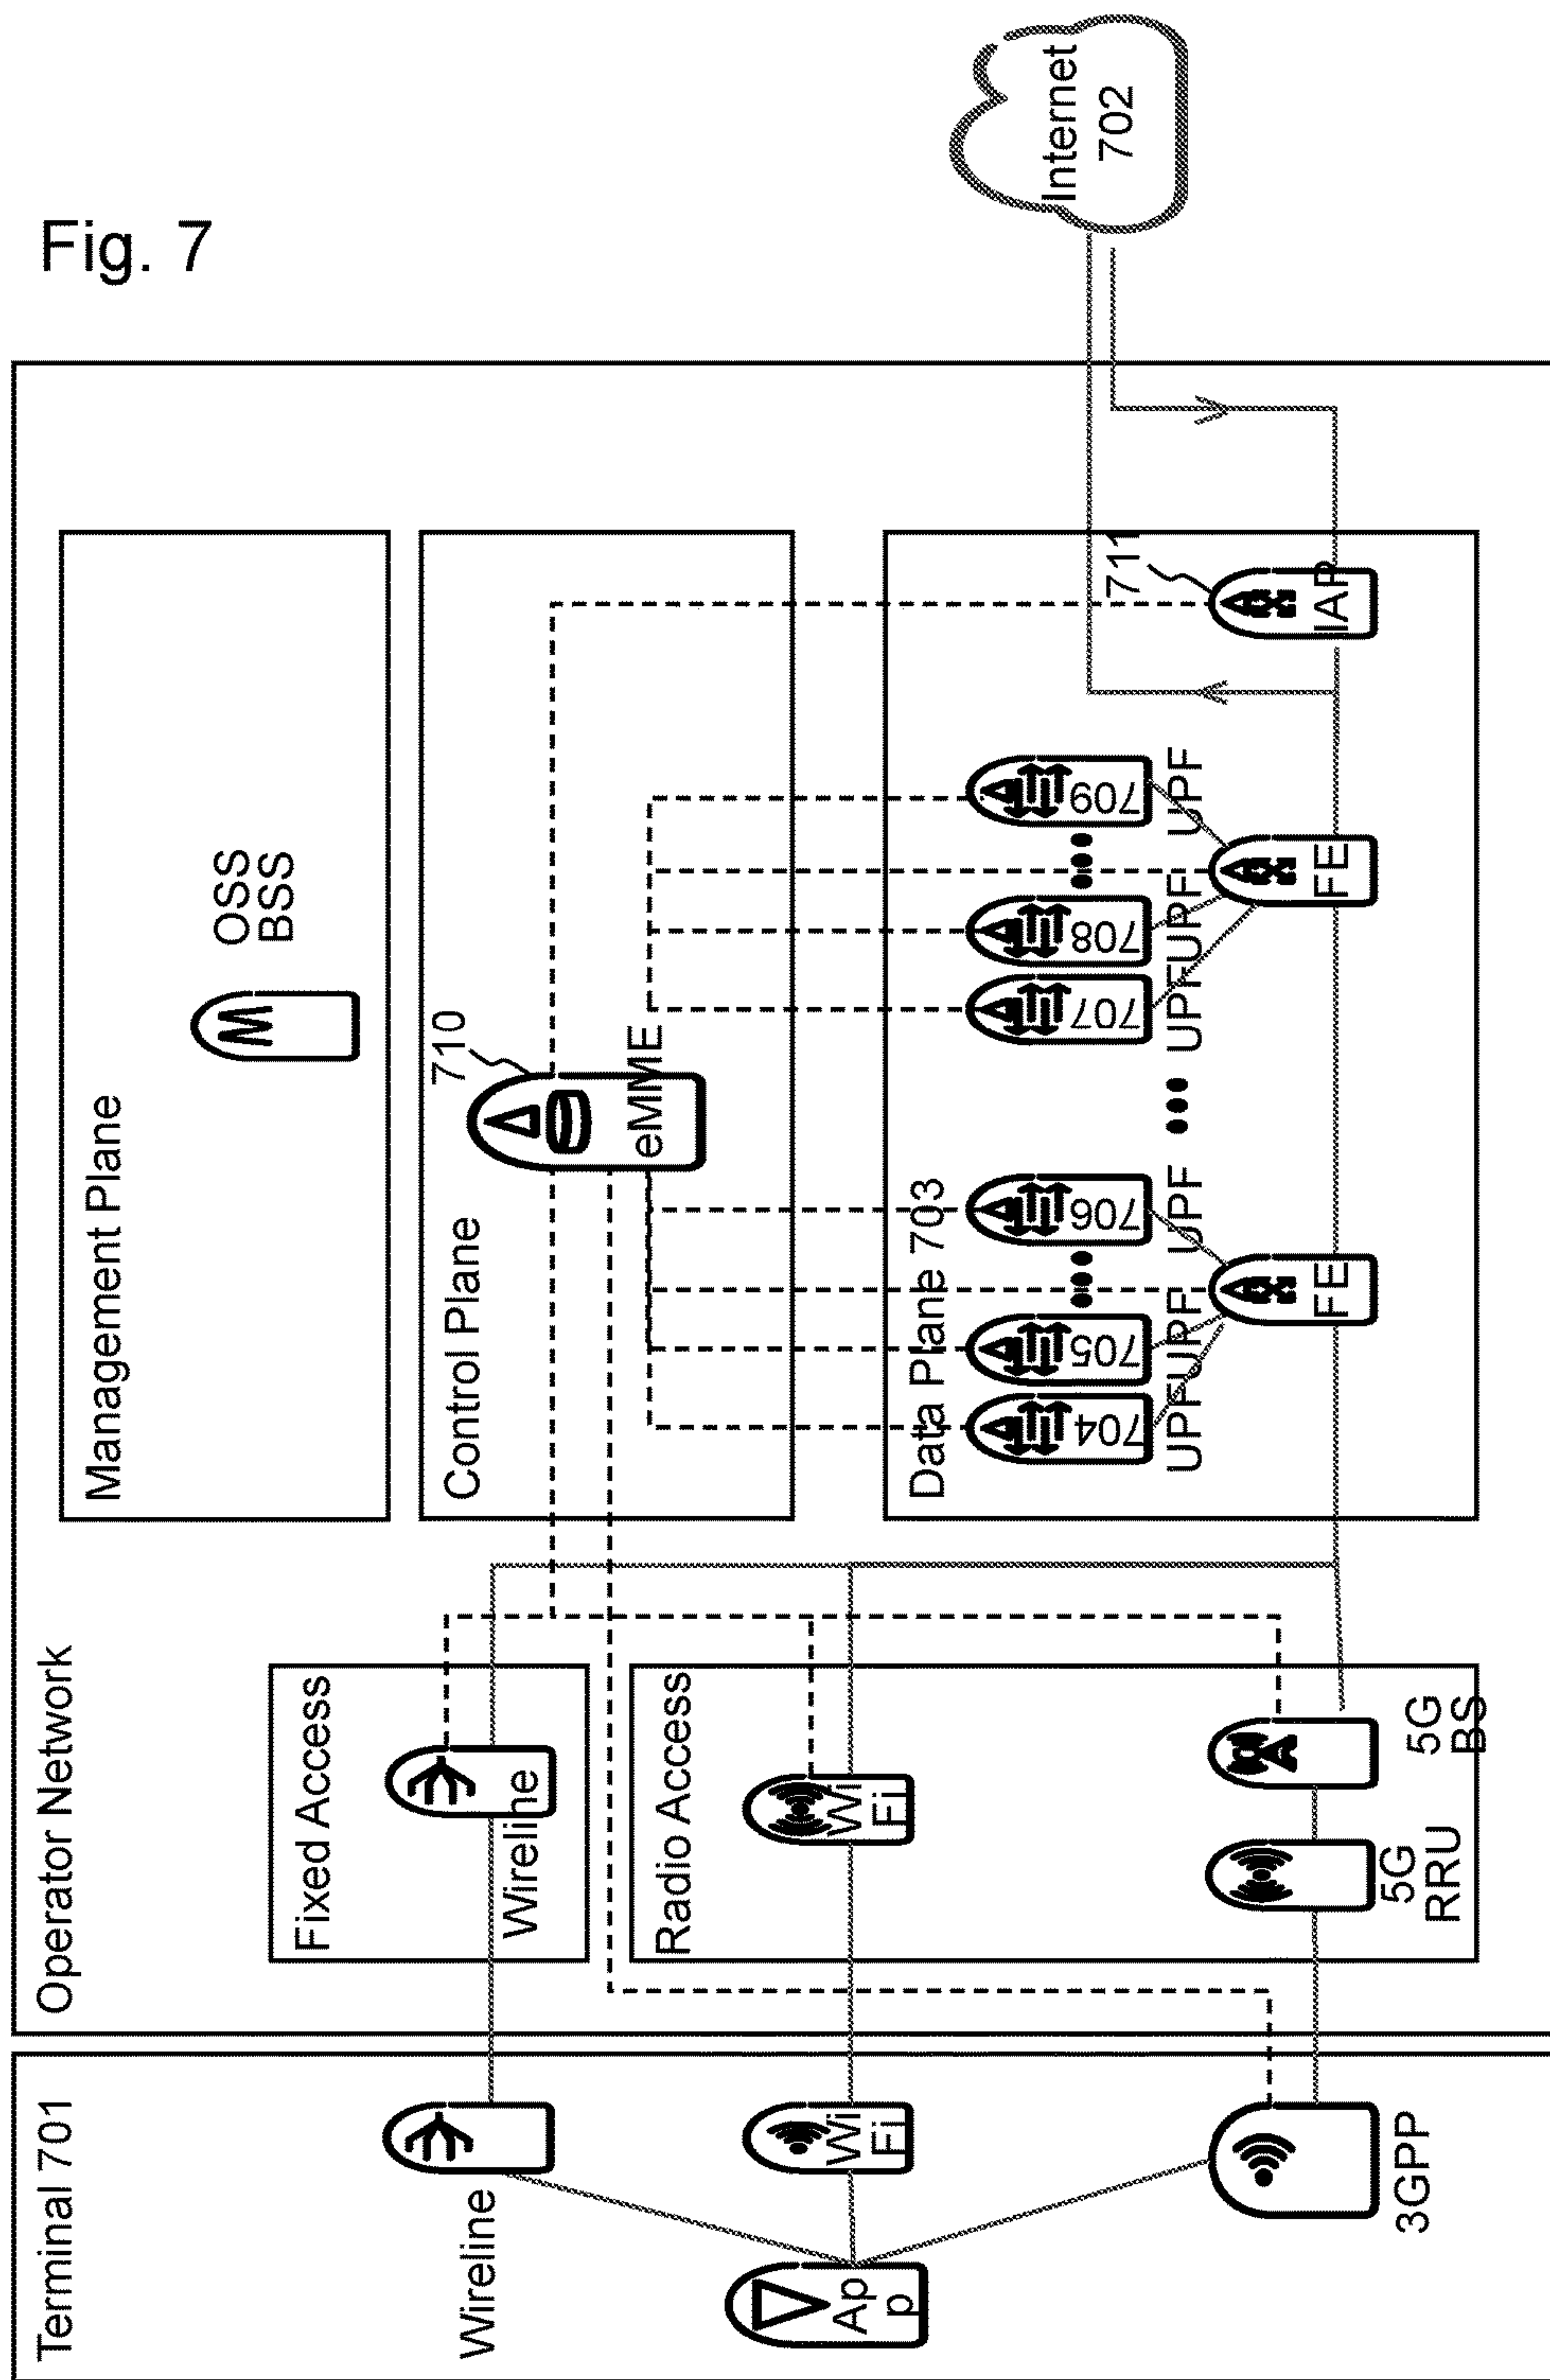 Fig. 7
Terminal 701
Wireline
Ap
p
Wi
Fi
3GPP
Operator Network
Fixed Access
Wireline
Radio Access
Wi
Fi
5G
RRU
5G
BS
Management Plane
OSS
BSS
Control Plane
710
eMME
Data Plane 703
704
705
706
707
708
709
UPF
UPF
UPF
UPF
UPF
UPF
FE
FE
711
IAP
Internet
702